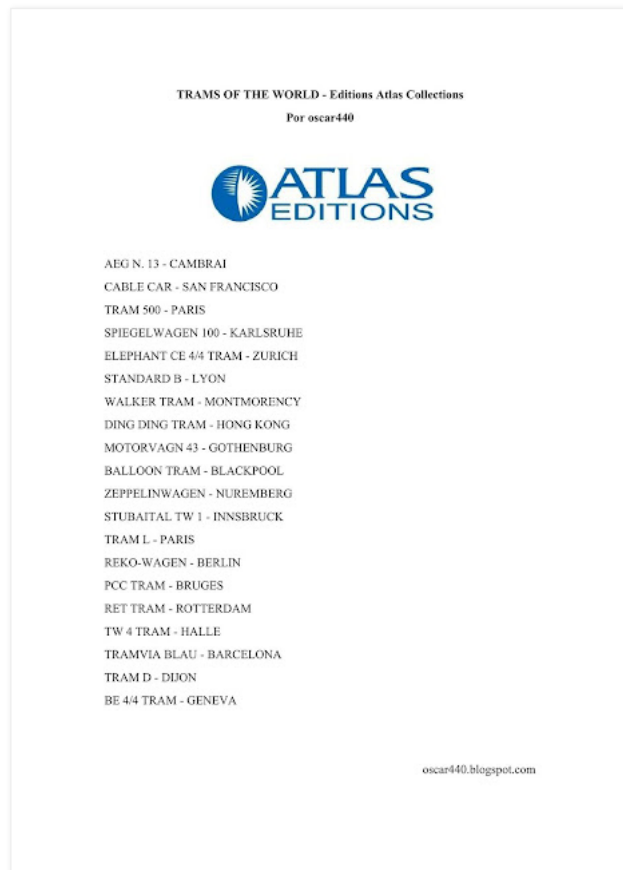 TRAMS OF THE WORLD - Editions Atlas Collections
Por oscar440
ATLAS
EDITIONS
AEG N. 13 - CAMBRAI
CABLE CAR - SAN FRANCISCO
TRAM 500 - PARIS
SPIEGELWAGEN 100 - KARLSRUHE
ELEPHANT CE 4/4 TRAM - ZURICH
STANDARD B - LYON
WALKER TRAM - MONTMORENCY
DING DING TRAM - HONG KONG
MOTORVAGN 43 - GOTHENBURG
BALLOON TRAM - BLACKPOOL
ZEPPELINWAGEN - NUREMBERG
STUBAITAL TW 1 - INNSBRUCK
TRAM L - PARIS
REKO-WAGEN - BERLIN
PCC TRAM - BRUGES
RET TRAM - ROTTERDAM
TW 4 TRAM - HALLE
TRAMVIA BLAU - BARCELONA
TRAM D - DIJON
BE 4/4 TRAM - GENEVA
oscar440.blogspot.com